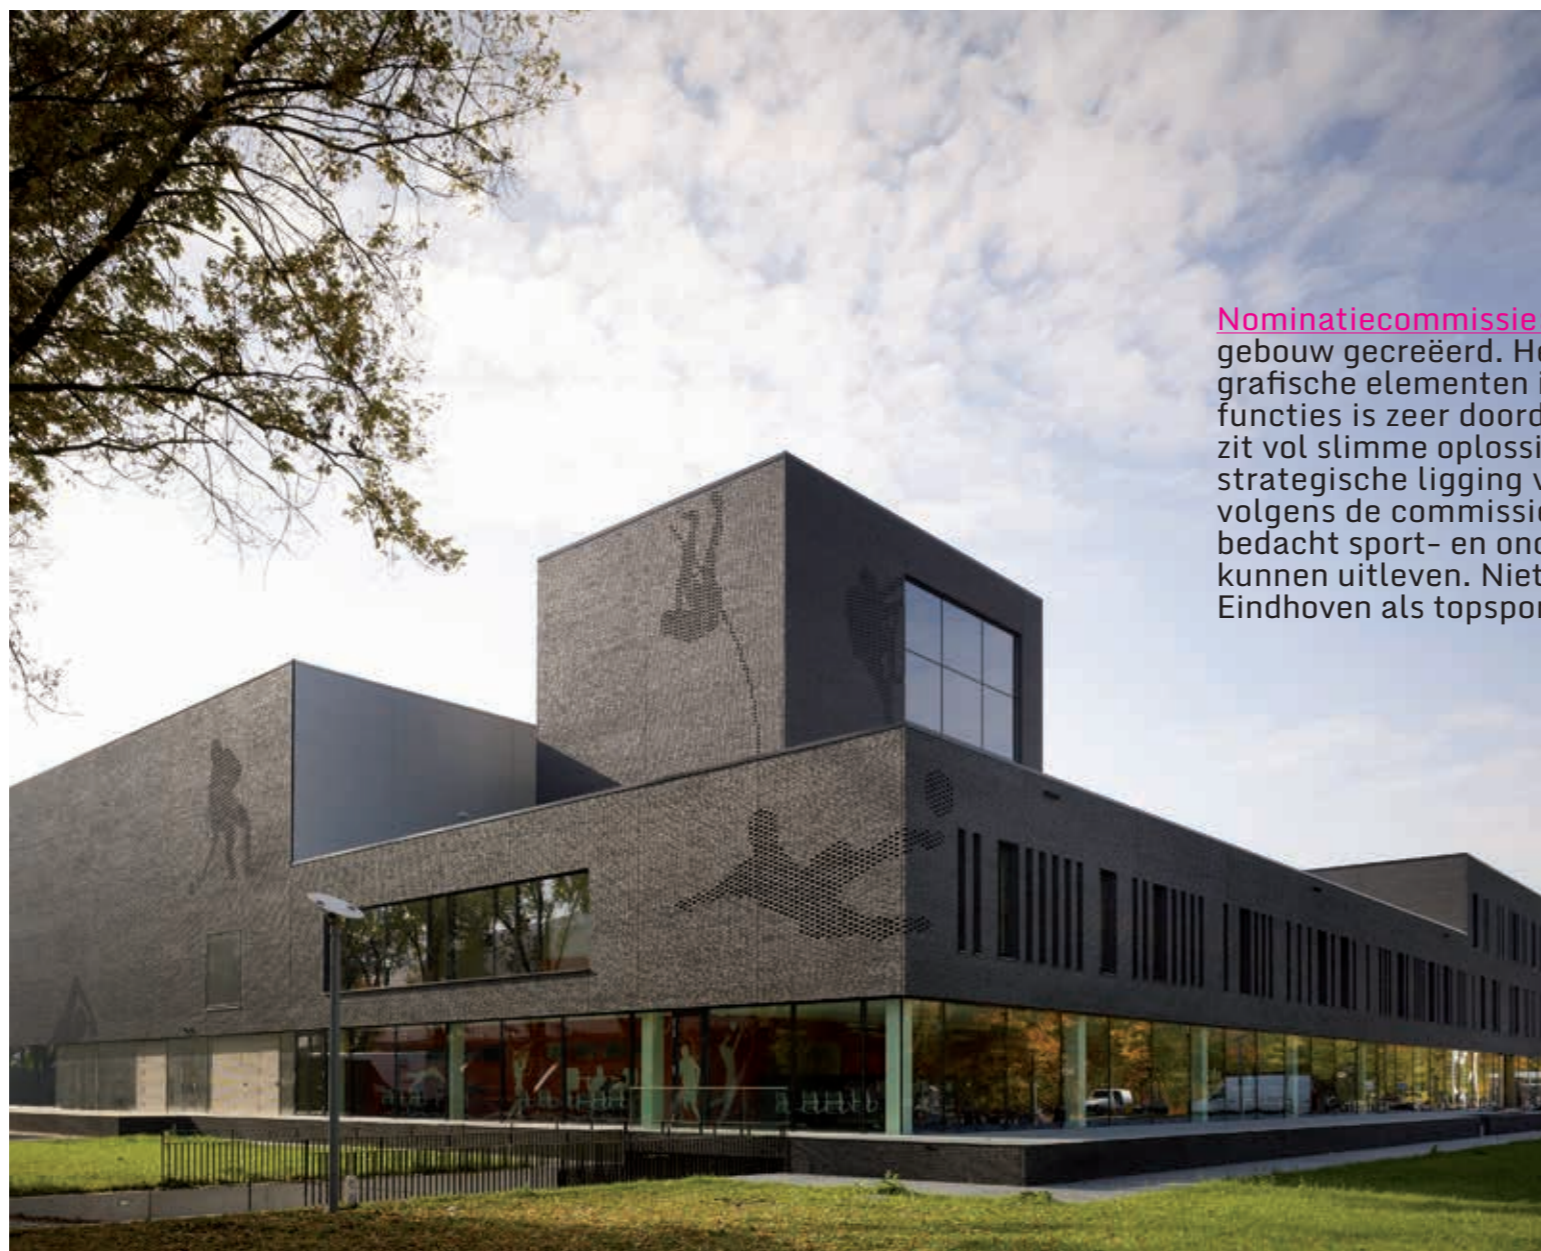 Nominatiecommissie
gebouw gecreëerd.
grafische elementen
functies is zeer
zit vol slimme
strategische ligging
volgens de
bedacht sport- en
kunnen uitleven. Niet
Eindhoven als